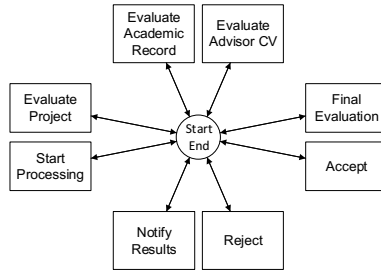 Evaluate
Academic
Record
Evaluate
Advisor CV
Evaluate
Project
Start
End
Final
Evaluation
Start
Processing
Accept
Notify
Results
Reject